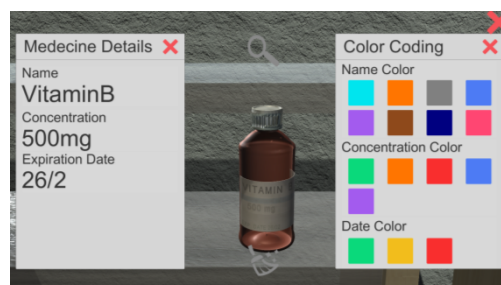 Medecine Details
Name
VitaminB
Concentration
500mg
Expiration Date
26/2
VITAMIN
Color Coding
Name Color
Concentration Color
Date Color